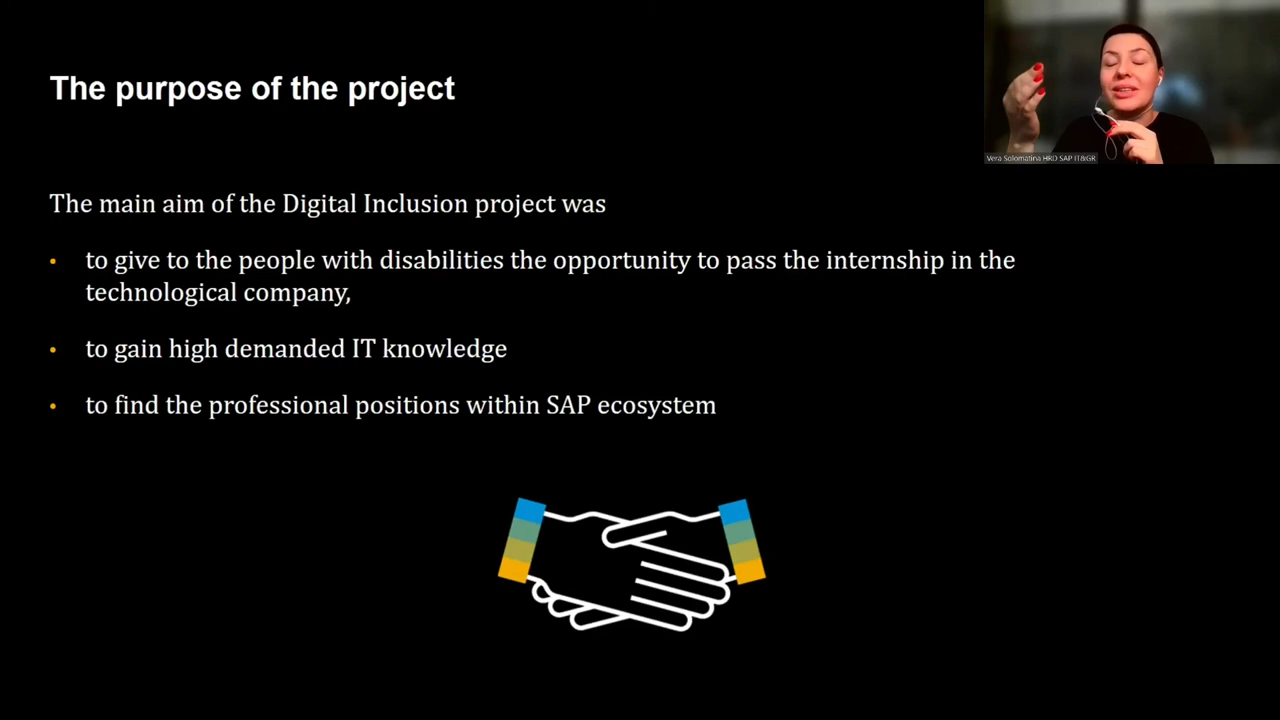 The purpose of the project
Vera Solomatina HRD SAP IT&GR
The main aim of the Digital Inclusion project was
• to give to the people with disabilities the opportunity to pass the internship in the
technological company,
• to gain high demanded IT knowledge
• to find the professional positions within SAP ecosystem